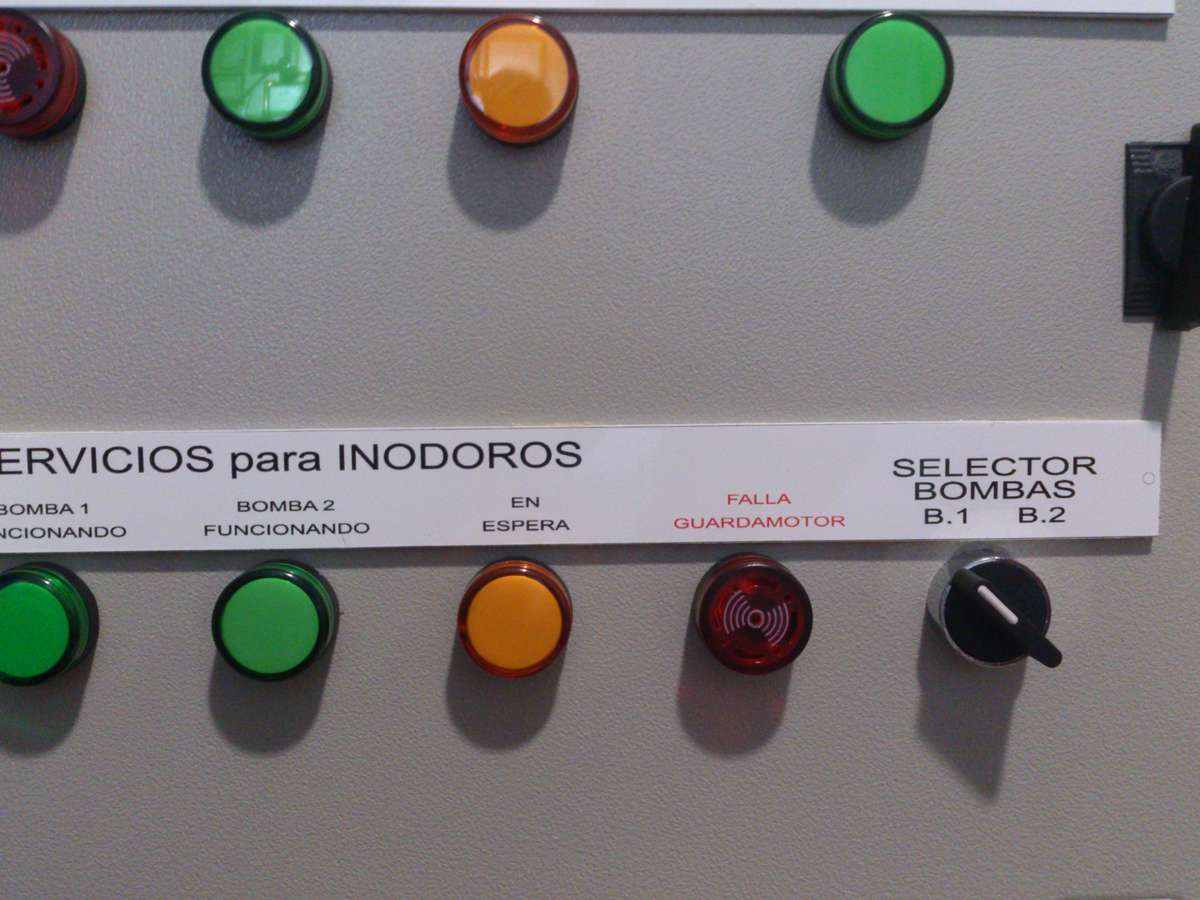 ERVICIOS para INODOROS
BOMBA 1
NCIONANDO
BOMBA 2
FUNCIONANDO
EN
ESPERA
FALLA
GUARDAMOTOR
SELECTOR
BOMBAS
B.1 B.2